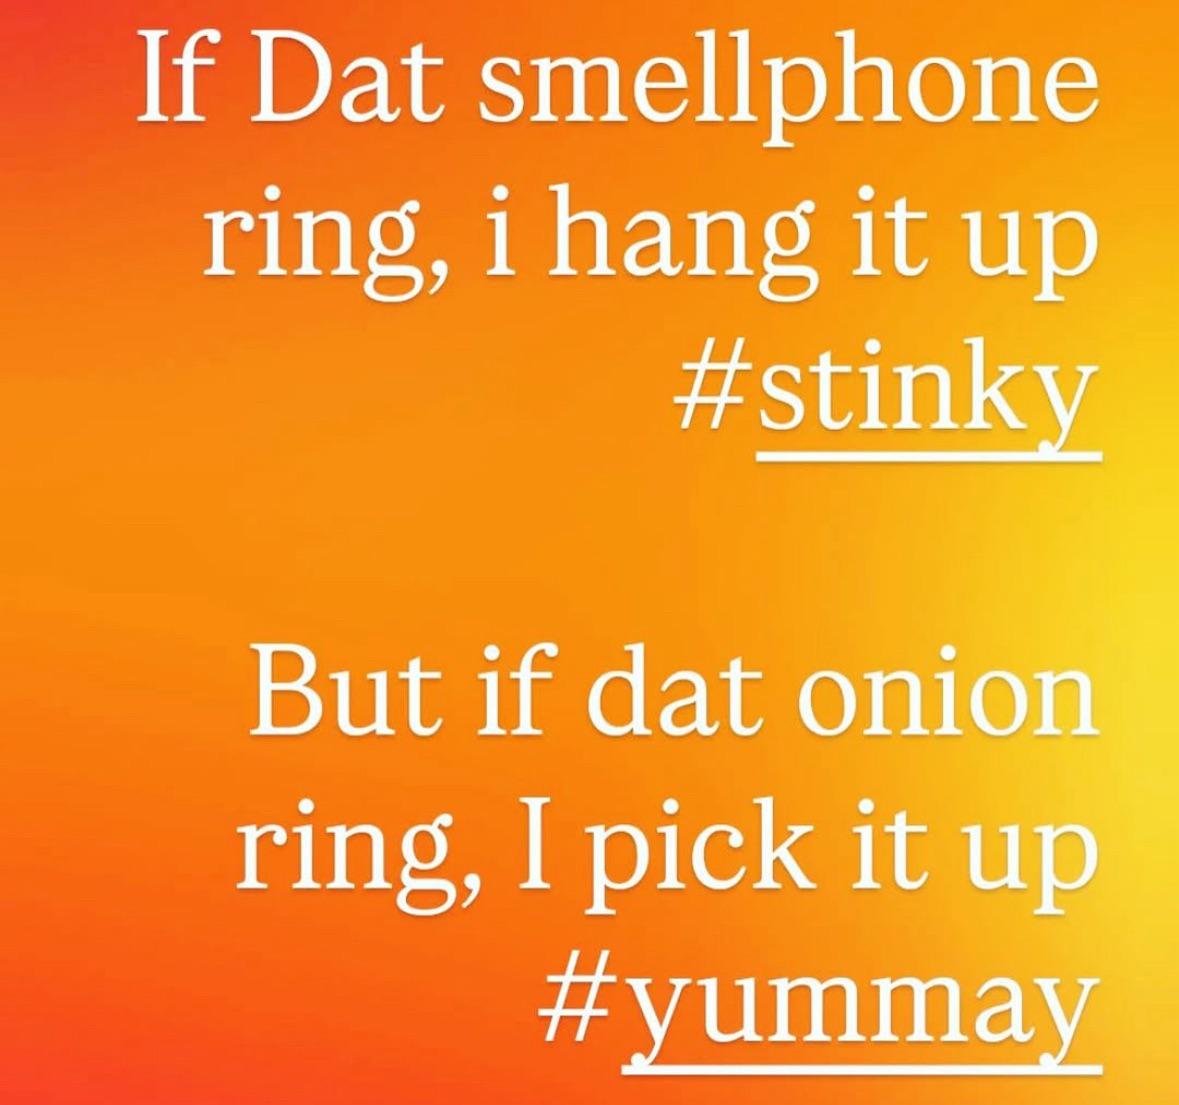 If Dat smellphone
ring, i hang it up
#stinky
But if dat onion
ring, I pick it up
#yummay